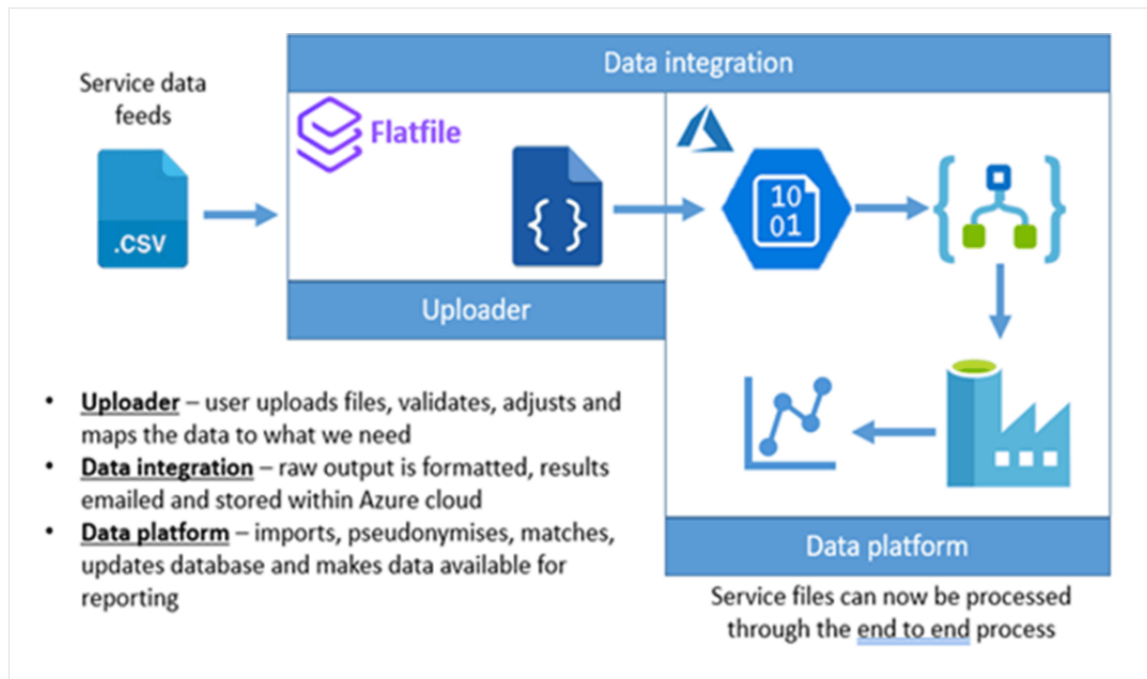 Data integration
Service data
feeds
Flatfile
.CSV
{ }
10
01
{ }
Uploader
• Uploader – user uploads files, validates, adjusts and
maps the data to what we need
• Data integration – raw output is formatted, results
emailed and stored within Azure cloud
• Data platform – imports, pseudonymises, matches,
updates database and makes data available for
reporting
Data platform
Service files can now be processed
through the end to end process